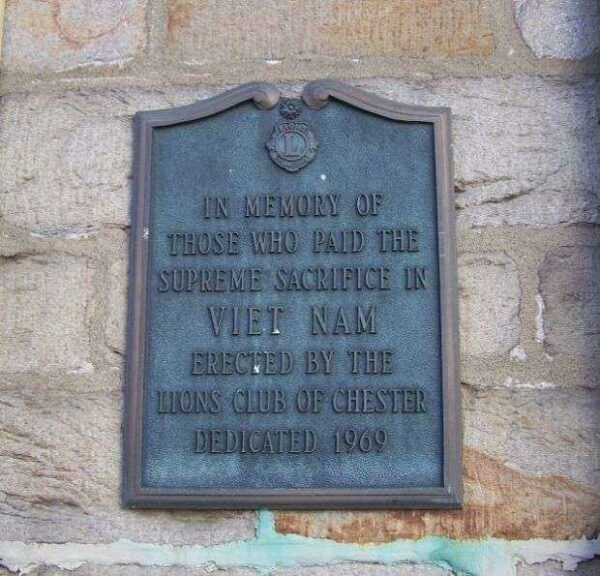 L
IN MEMORY OF
THOSE WHO PAID THE
SUPREME SACRIFICE IN
VIET NAM
ERECTED BY THE
LIONS CLUB OF CHESTER
DEDICATED 1969